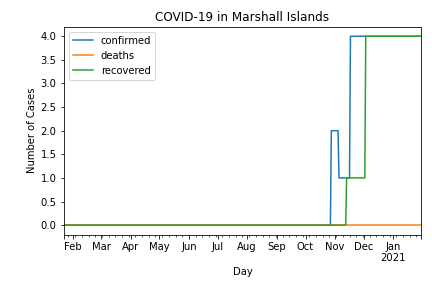 COVID-19 in Marshall Islands
confirmed
deaths
recovered
Number of Cases
4.0
3.5
3.0
2.5
2.0
1.5
1.0
0.5
0.0
Feb Mar Apr May Jun Jul Aug Sep Oct Nov Dec Jan
2021
Day